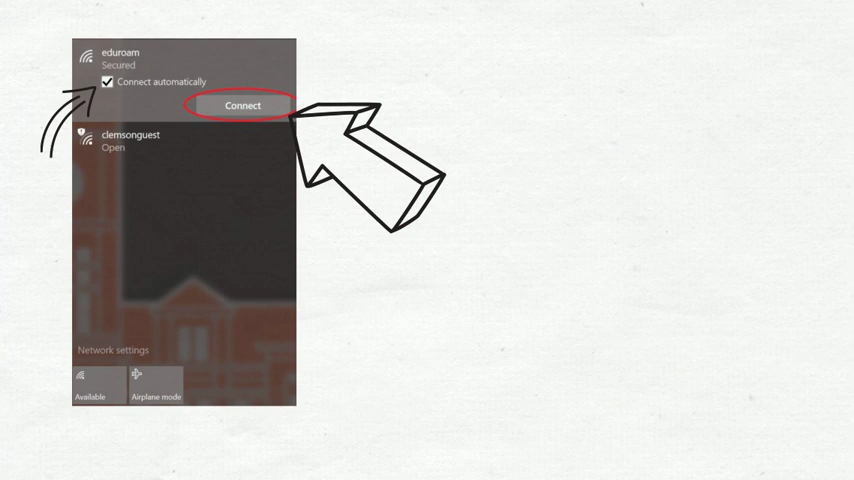 eduroam
Secured
Connect automatically
Connect
clemsonguest
Open
Network settings
Available
Airplane mode